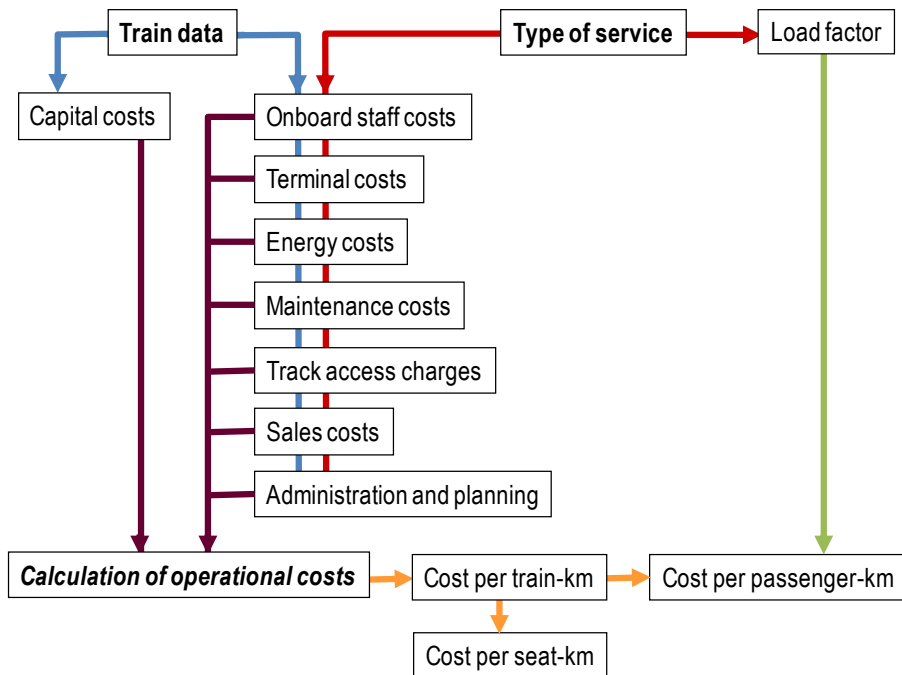 Train data
Type of service
Load factor
Capital costs
Onboard staff costs
Terminal costs
Energy costs
Maintenance costs
Track access charges
Sales costs
Administration and planning
Calculation of operational costs
Cost per train-km
Cost per passenger-km
Cost per seat-km